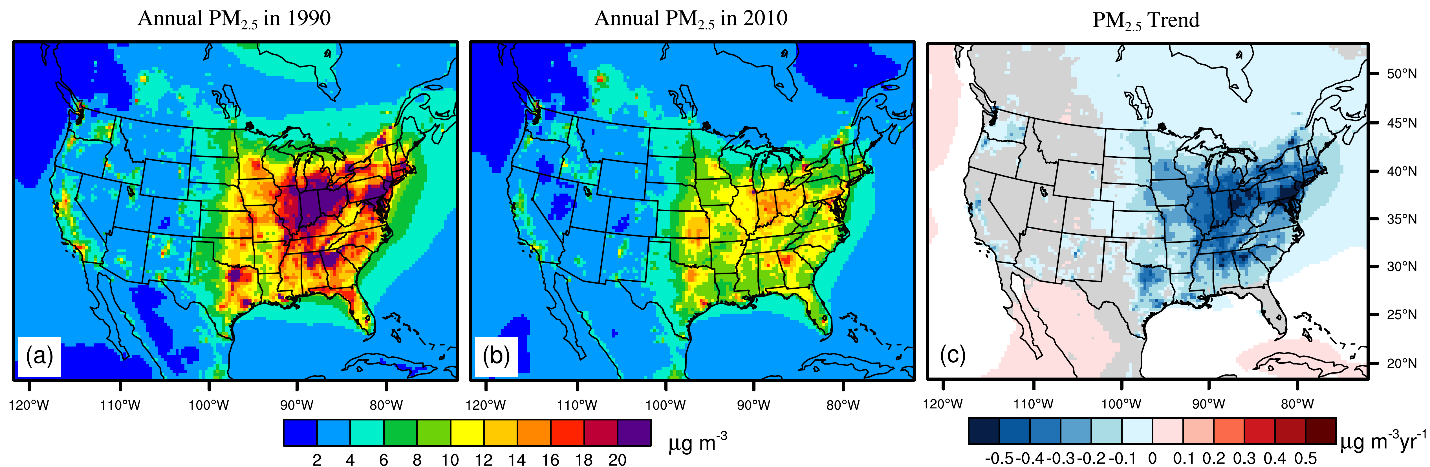 Annual PM2.5 in 1990
Annual PM2.5 in 2010
PM2.5 Trend
50°N
45°N
40°N
35°N
30°N
25°N
20°N
(a)
(b)
(c)
120°W 110°W 100°W 90°W 80°W
120°W 110°W 100°W 90°W 80°W
120°W 110°W 100°W 90°W 80°W
2 4 6 8 10 12 14 16 18 20
μg m-3
-0.5 -0.4 -0.3 -0.2 -0.1 0 0.1 0.2 0.3 0.4 0.5
μg m-3yr-1